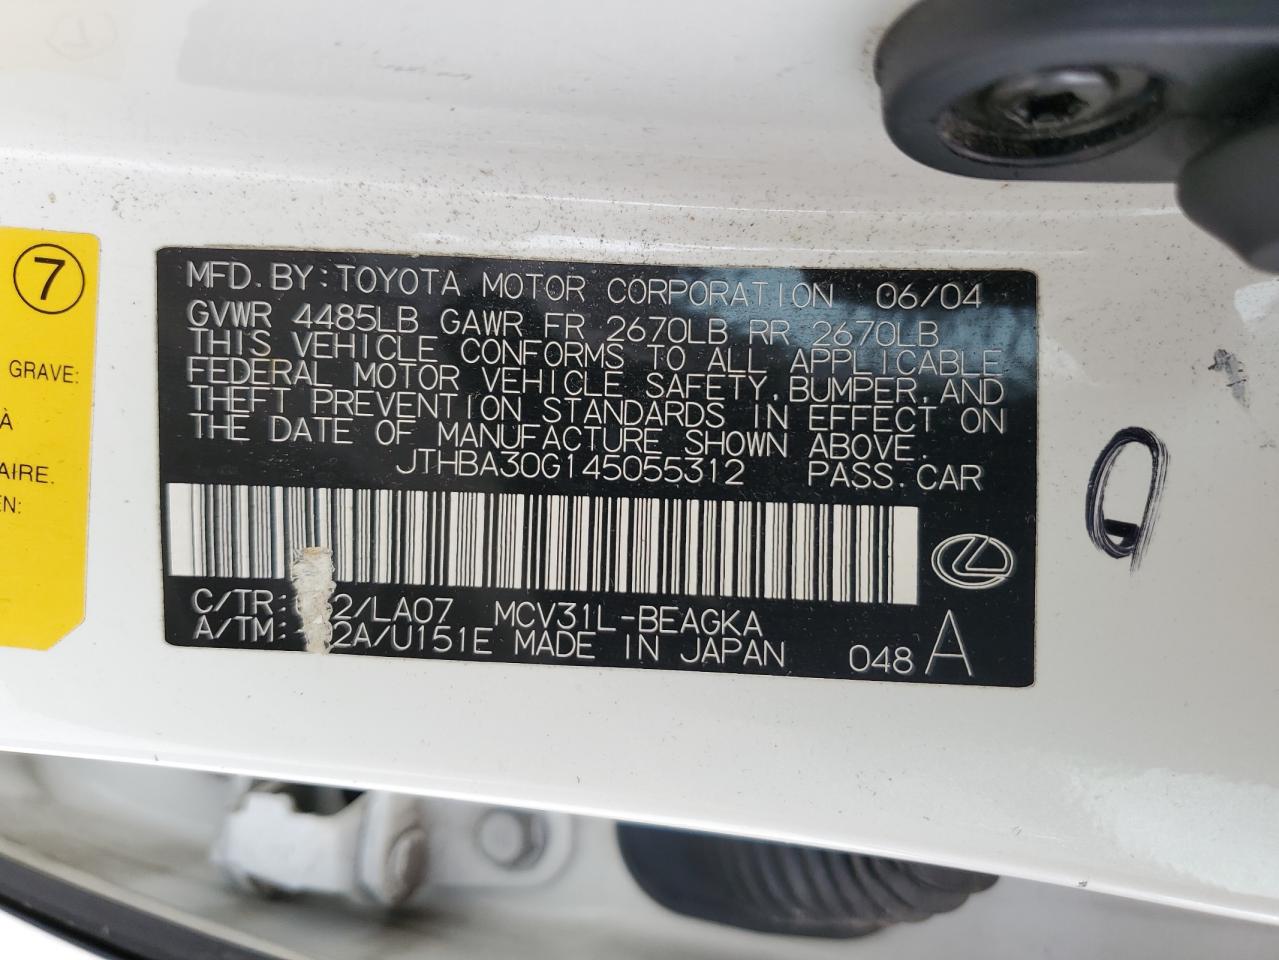 7
GRAVE:
À
AIRE.
EN:
MFD.BY:TOYOTA MOTOR CORPORATION 06/04
GVWR 4485LB GAWR FR 2670LB RR 2670LB
THIS VEHICLE CONFORMS TO ALL APPLICABLE
FEDERAL MOTOR VEHICLE SAFETY,BUMPER,AND
THEFT PREVENTION STANDARDS IN EFFECT ON
THE DATE OF MANUFACTURE SHOWN ABOVE.
JTHBA30G145055312 PASS.CAR
C/TR: 2/LA07 MCV31L-BEAGKA
A/TM: 2A/U151E MADE IN JAPAN 048 A